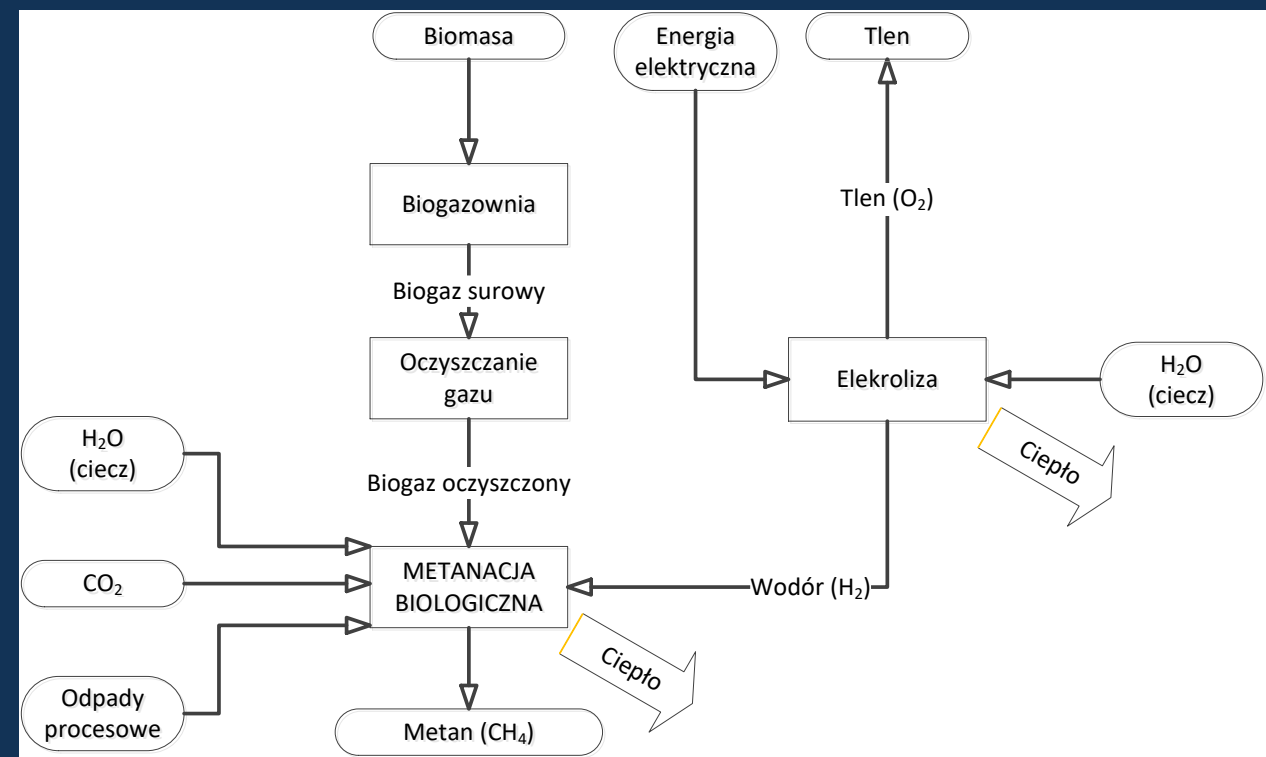 Biomasa
Energia
elektryczna
Tlen
Biogazownia
Tlen (O₂)
Biogaz surowy
Oczyszczanie
gazu
Elekroliza
H₂O
(ciecz)
H₂O
(ciecz)
Ciepło
Biogaz oczyszczony
CO₂
METANACJA
BIOLOGICZNA
Wodór (H₂)
Ciepło
Odpady
procesowe
Metan (CH₄)